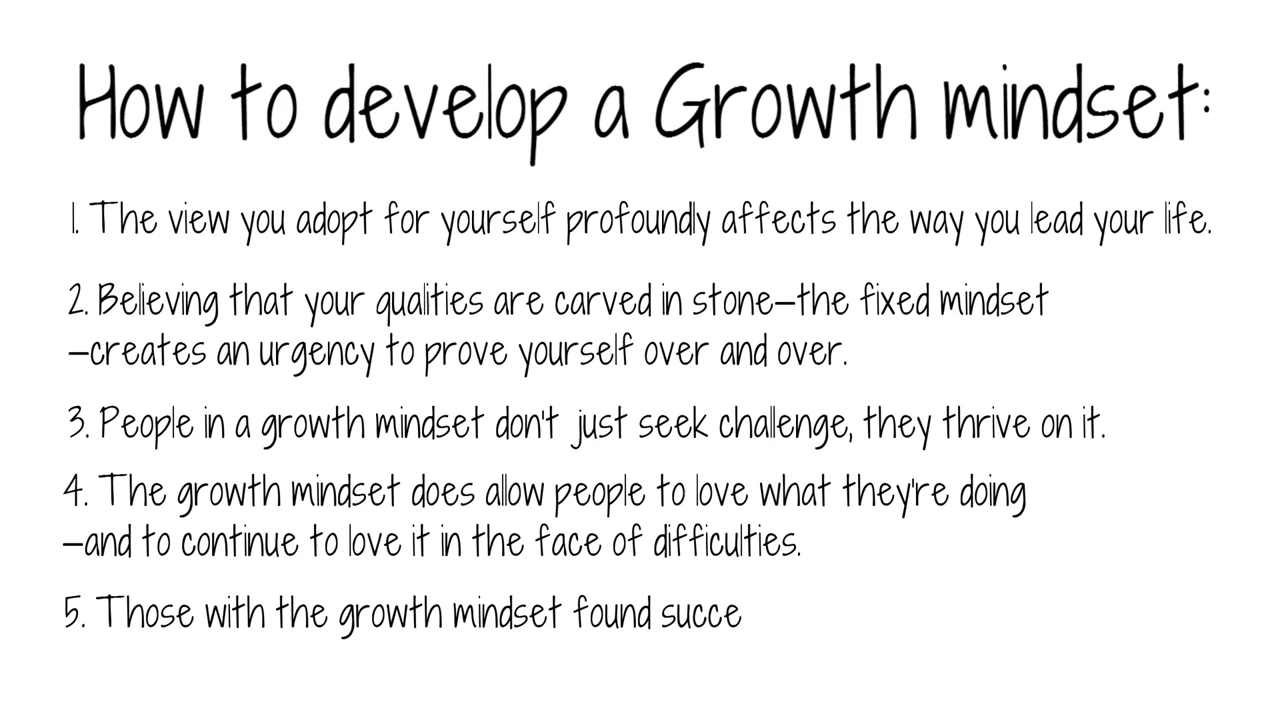 How to develop a Growth mindset:
1. The view you adopt for yourself profoundly affects the way you lead your life.
2. Believing that your qualities are carved in stone—the fixed mindset
—creates an urgency to prove yourself over and over.
3. People in a growth mindset don't just seek challenge, they thrive on it.
4. The growth mindset does allow people to love what they're doing
—and to continue to love it in the face of difficulties.
5. Those with the growth mindset found succe